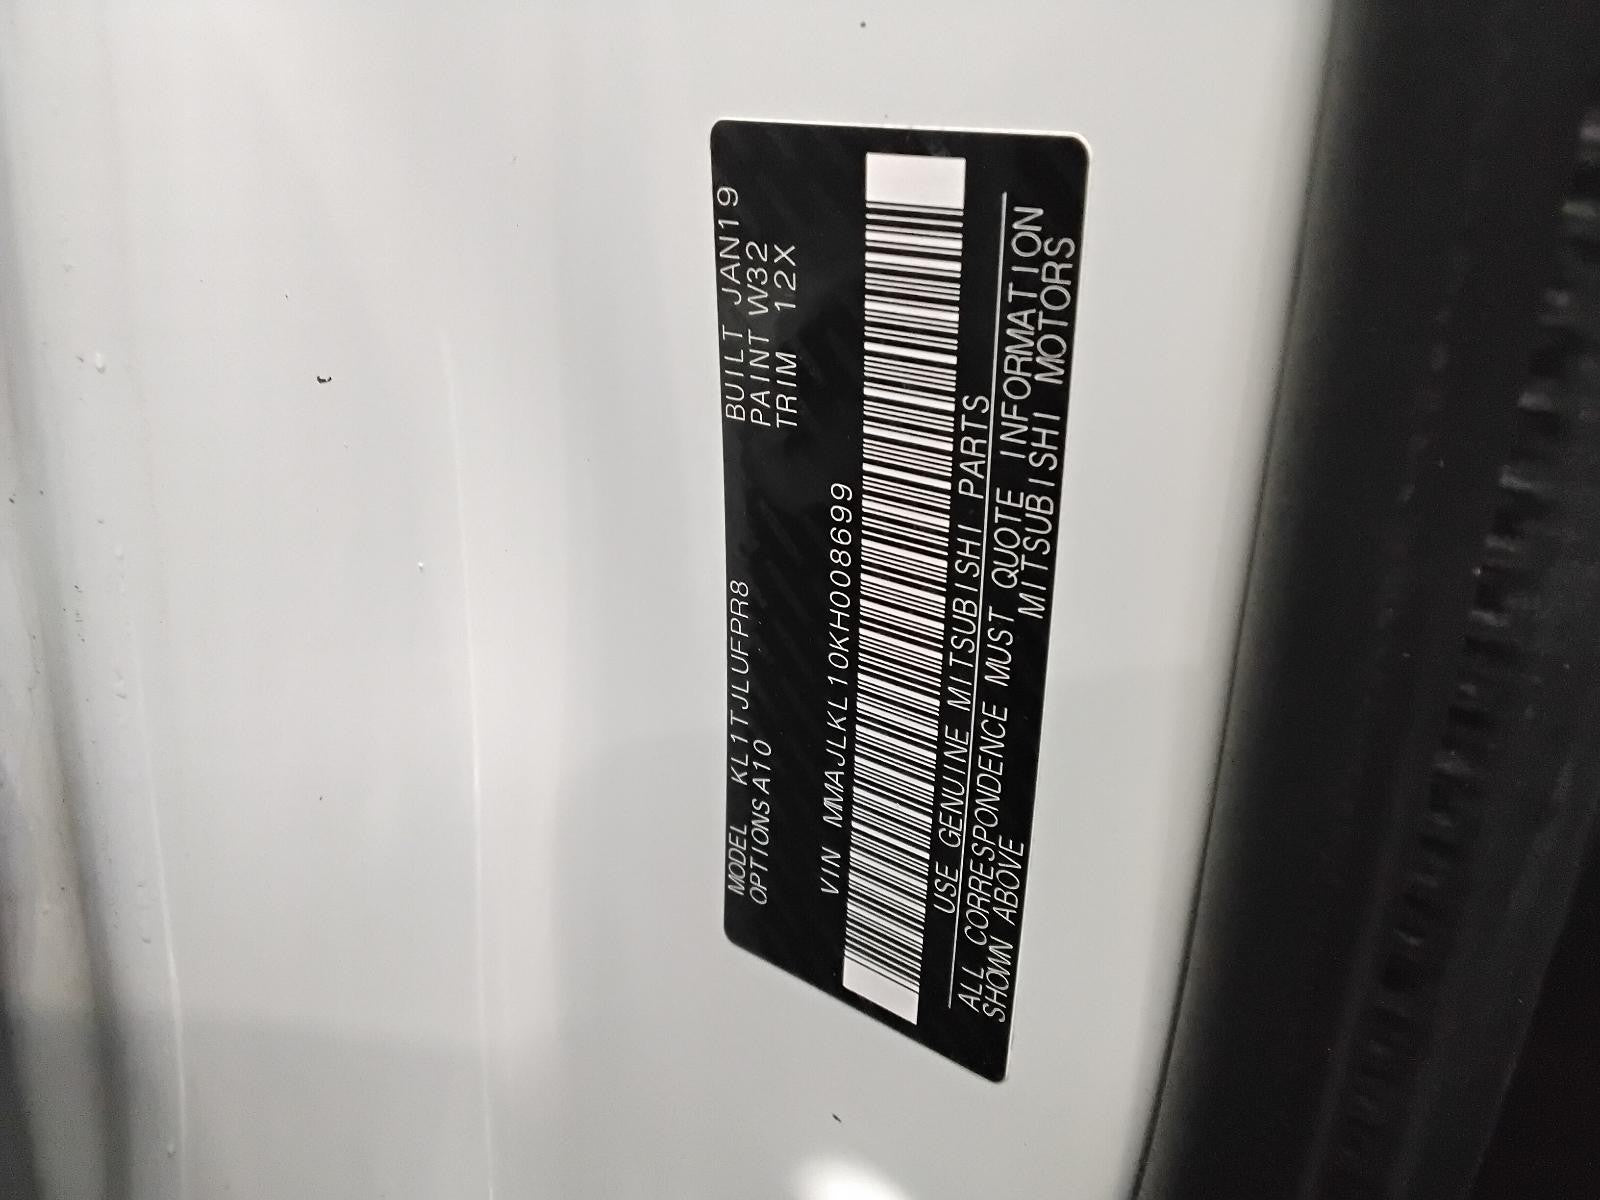 MODEL KL1TJLUFPR8 BUILT JAN19
OPTIONS A10 PAINT W32
TRIM 12X
VIN MMAJLKL10KH008699
USE GENUINE MITSUBISHI PARTS
ALL CORRESPONDENCE MUST QUOTE INFORMATION
SHOWN ABOVE MITSUBISHI MOTORS